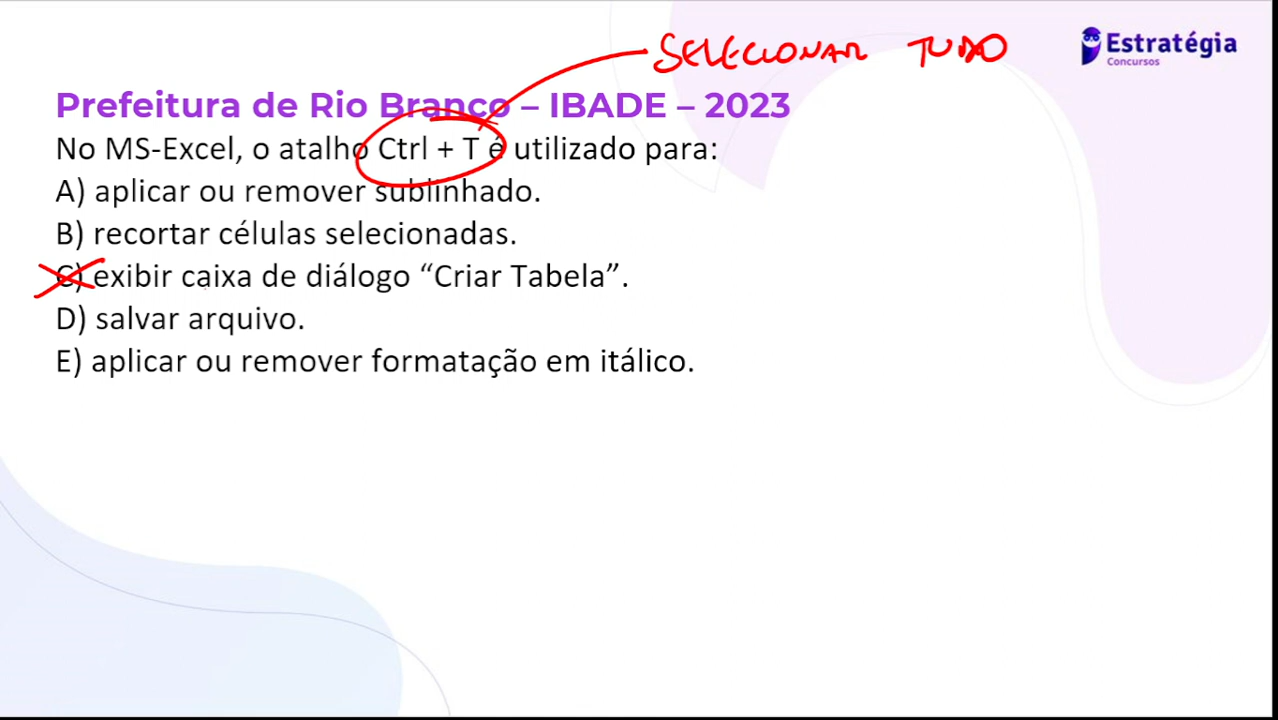 SELECIONAR TUDO
Estratégia
Concursos
Prefeitura de Rio Branco – IBADE – 2023
No MS-Excel, o atalho Ctrl + T é utilizado para:
A) aplicar ou remover sublinhado.
B) recortar células selecionadas.
C) exibir caixa de diálogo “Criar Tabela”.
D) salvar arquivo.
E) aplicar ou remover formatação em itálico.